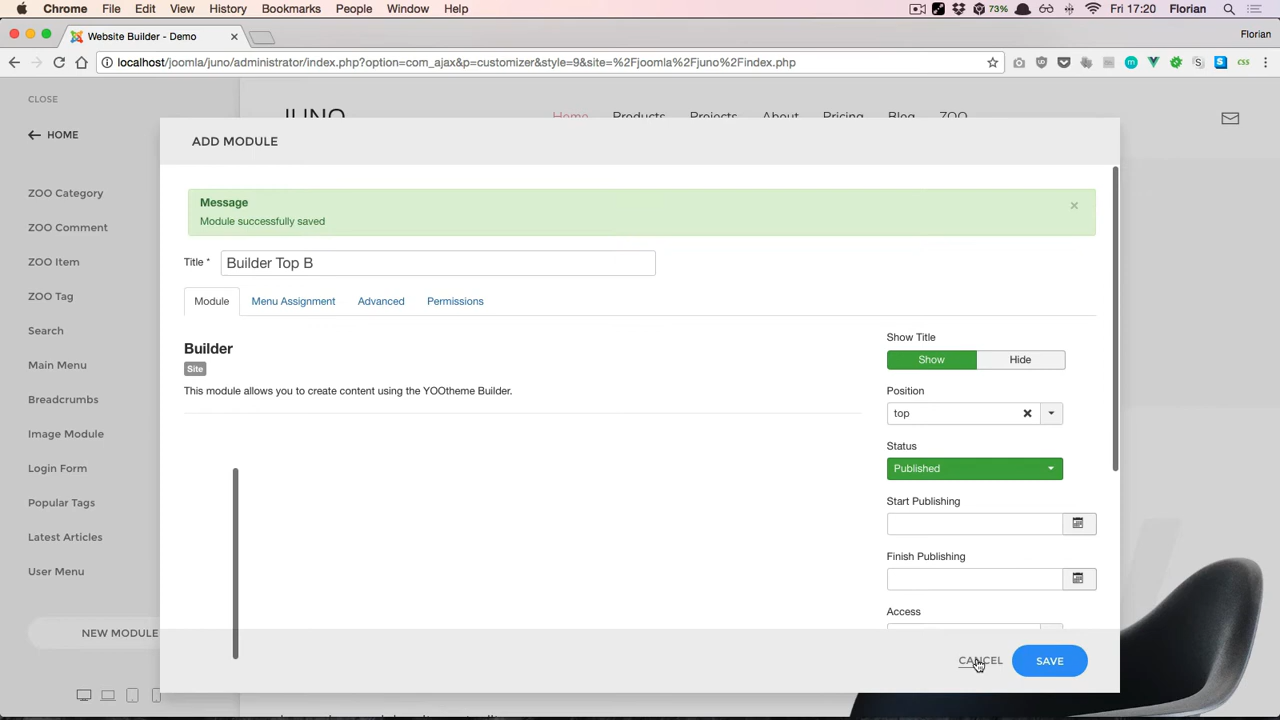 Chrome File Edit View History Bookmarks People Window Help 73% Fri 17:20 Florian
Website Builder - Demo Florian
localhost/joomla/juno/administrator/index.php?option=com_ajax&p=customizer&style=9&site=%2Fjoomla%2Fjuno%2Findex.php
CLOSE
HOME
JUNO Home Products Projects About Pricing Blog ZOO
ADD MODULE
ZOO Category
ZOO Comment
ZOO Item
ZOO Tag
Search
Main Menu
Breadcrumbs
Image Module
Login Form
Popular Tags
Latest Articles
User Menu
NEW MODULE
Message
Module successfully saved
Title * Builder Top B
Module Menu Assignment Advanced Permissions
Builder
Site
This module allows you to create content using the YOOtheme Builder.
Show Title
Show Hide
Position
top
Status
Published
Start Publishing
Finish Publishing
Access
CANCEL SAVE